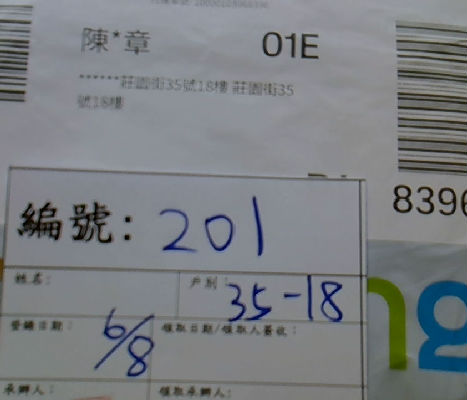 陳*章 01E
******莊園街35號18樓 莊園街35
號18樓
8396
編號: 201
姓名: 戶別: 35-18
登錄日期: 6/8 領取日期/領取人簽收:
承辦人: 領取承辦人: